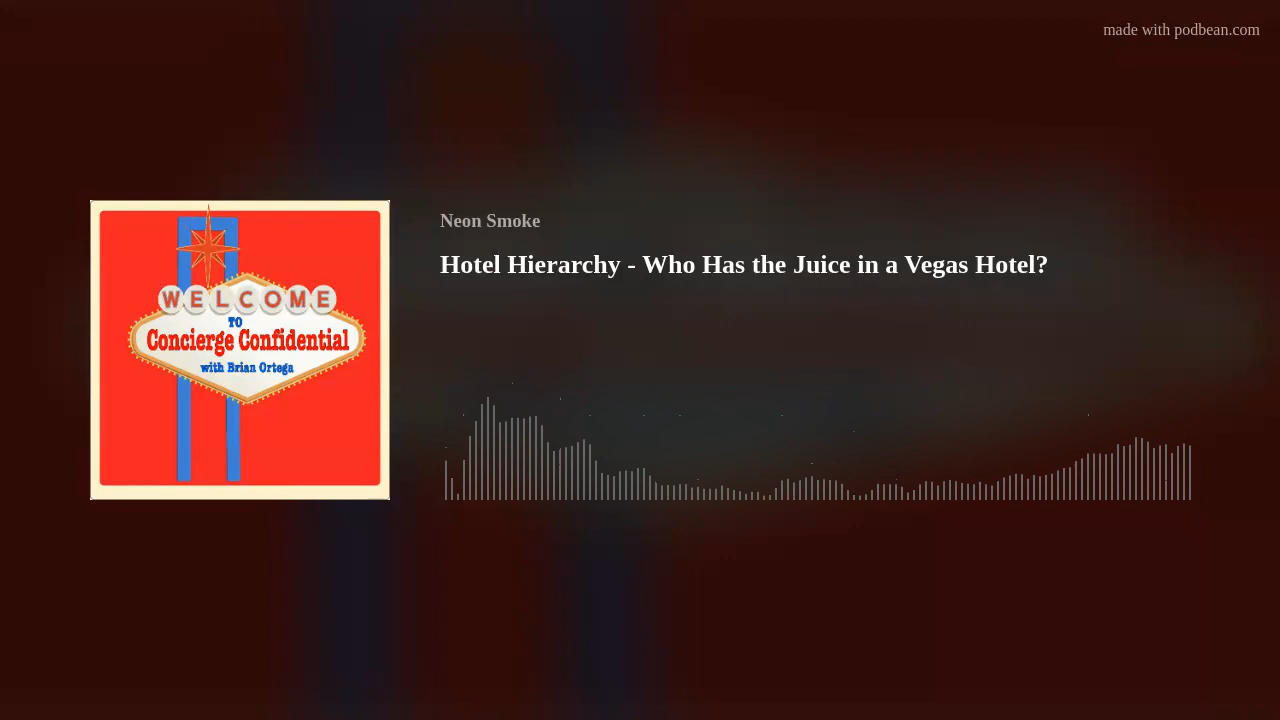 made with podbean.com
Neon Smoke
Hotel Hierarchy - Who Has the Juice in a Vegas Hotel?
WELCOME
TO
Concierge Confidential
with Brian Ortega